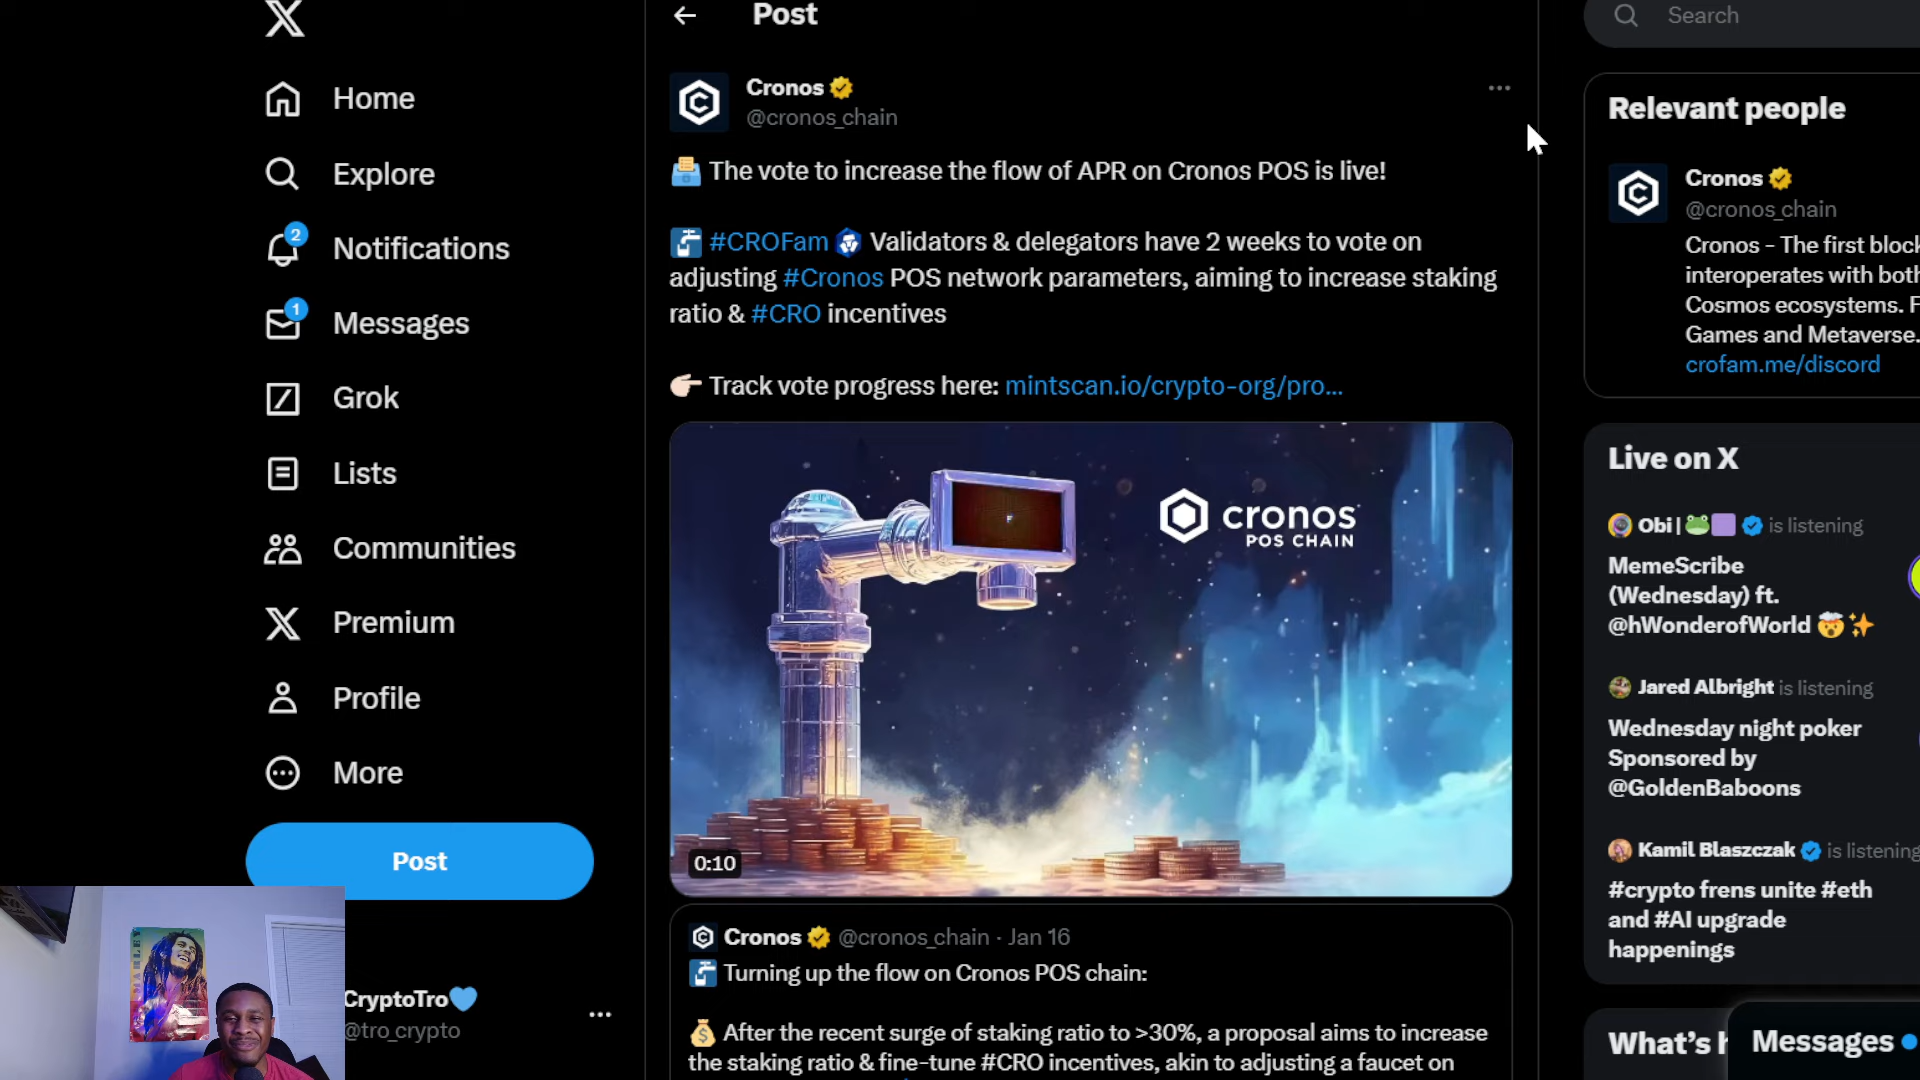 Home
Explore
2
Notifications
1
Messages
Grok
Lists
Communities
Premium
Profile
More
Post
CryptoTro
@tro_crypto
Post
Cronos
@cronos_chain
The vote to increase the flow of APR on Cronos POS is live!
#CROFam Validators & delegators have 2 weeks to vote on
adjusting #Cronos POS network parameters, aiming to increase staking
ratio & #CRO incentives
Track vote progress here: mintscan.io/crypto-org/pro...
cronos
POS CHAIN
0:10
Cronos @cronos_chain · Jan 16
Turning up the flow on Cronos POS chain:
After the recent surge of staking ratio to >30%, a proposal aims to increase
the staking ratio & fine-tune #CRO incentives, akin to adjusting a faucet on
Search
Relevant people
Cronos
@cronos_chain
Cronos – The first block
interoperates with both
Cosmos ecosystems. F
Games and Metaverse.
crofam.me/discord
Live on X
Obi | is listening
MemeScribe
(Wednesday) ft.
@hWonderofWorld
Jared Albright is listening
Wednesday night poker
Sponsored by
@GoldenBaboons
Kamil Blaszczak is listening
#crypto frens unite #eth
and #AI upgrade
happenings
What's h
Messages